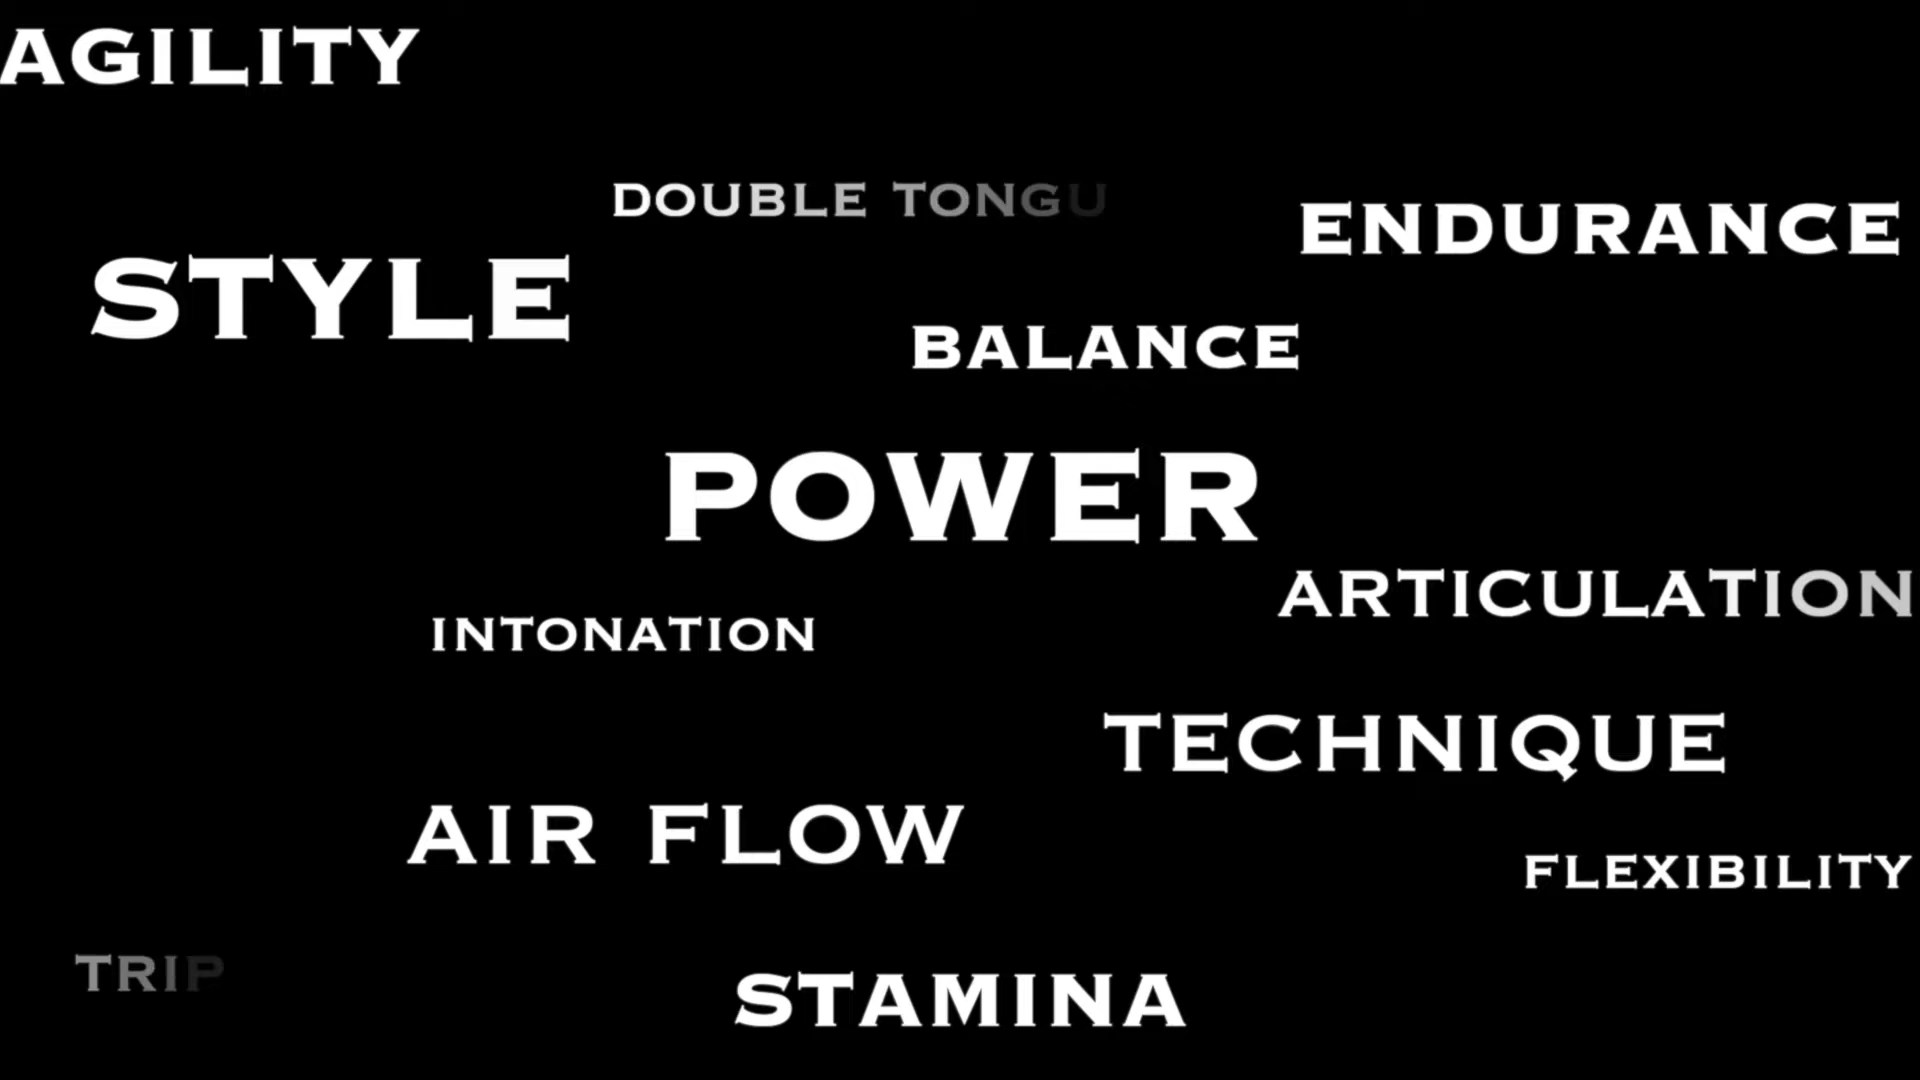 AGILITY
DOUBLE TONGU
ENDURANCE
STYLE
BALANCE
POWER
ARTICULATION
INTONATION
TECHNIQUE
AIR FLOW
FLEXIBILITY
TRIP
STAMINA